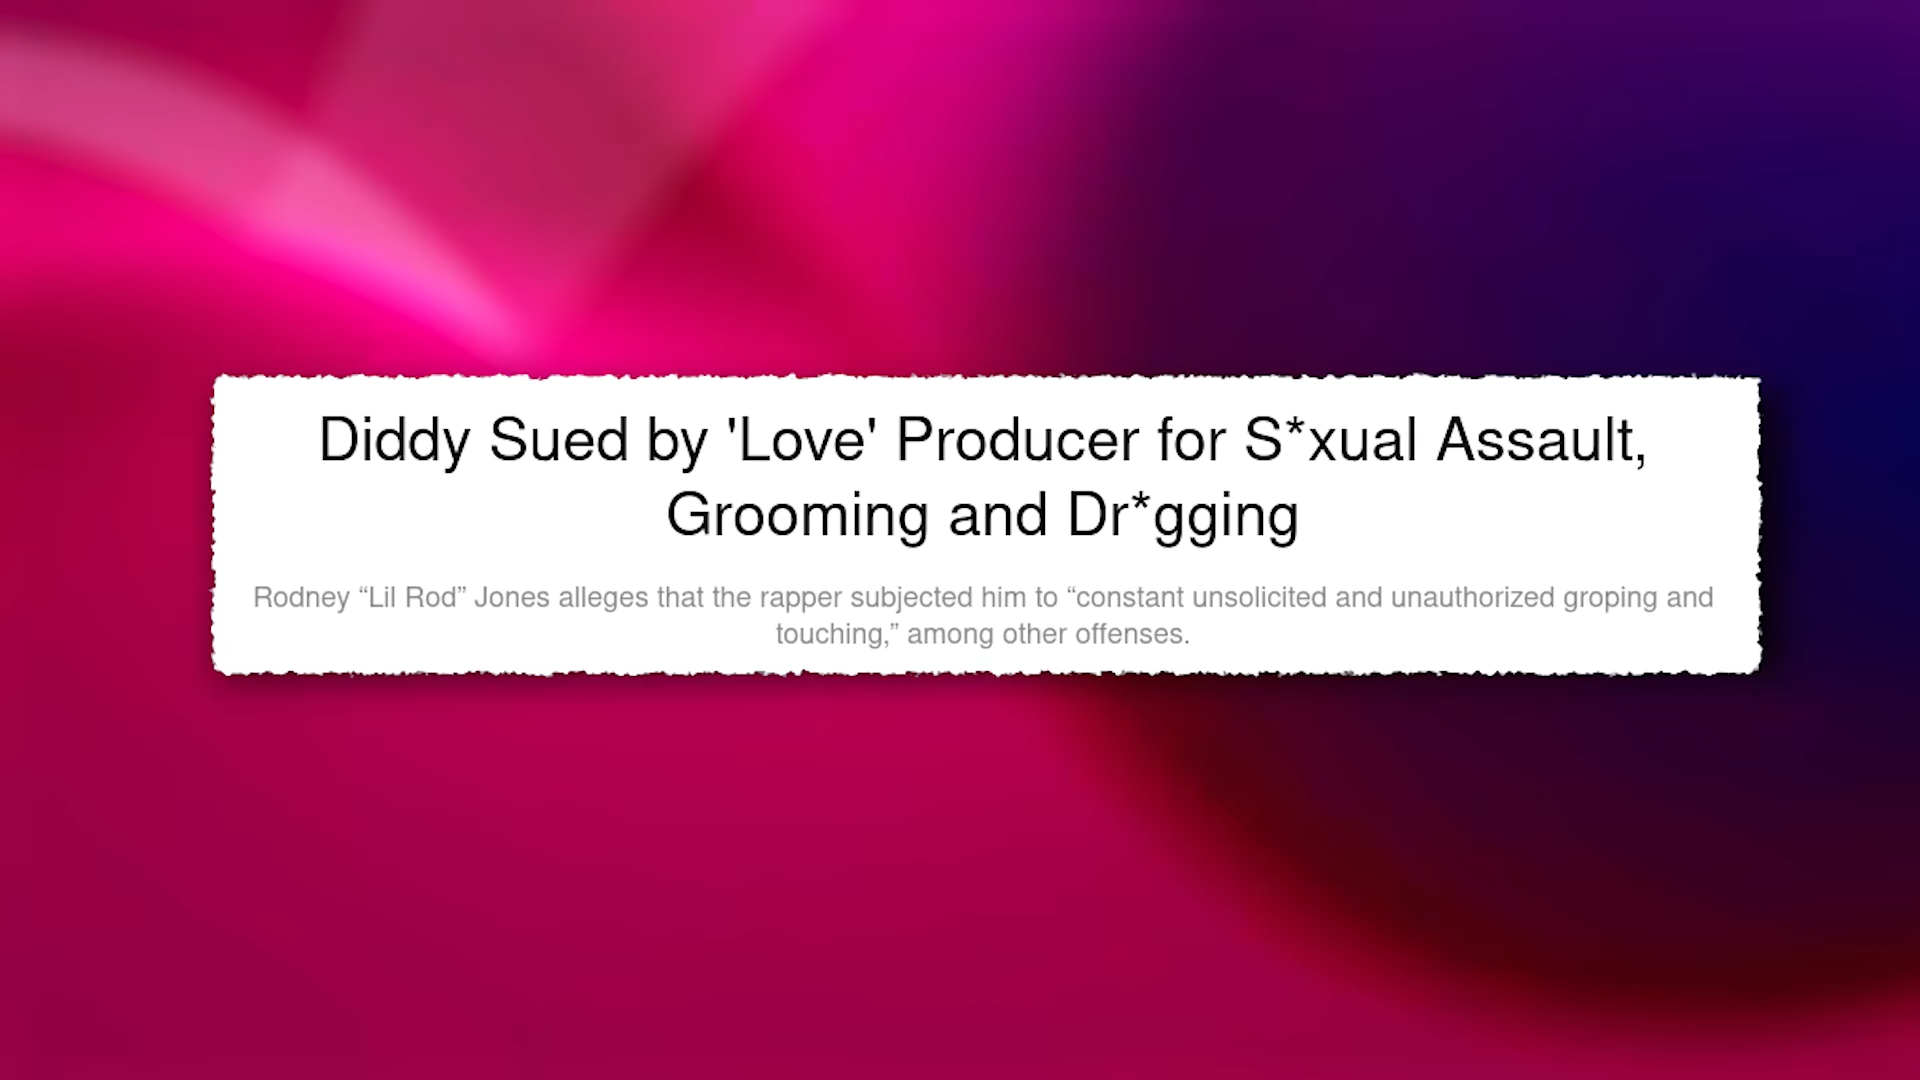 Diddy Sued by 'Love' Producer for S*xual Assault,
Grooming and Dr*gging
Rodney “Lil Rod” Jones alleges that the rapper subjected him to “constant unsolicited and unauthorized groping and
touching,” among other offenses.